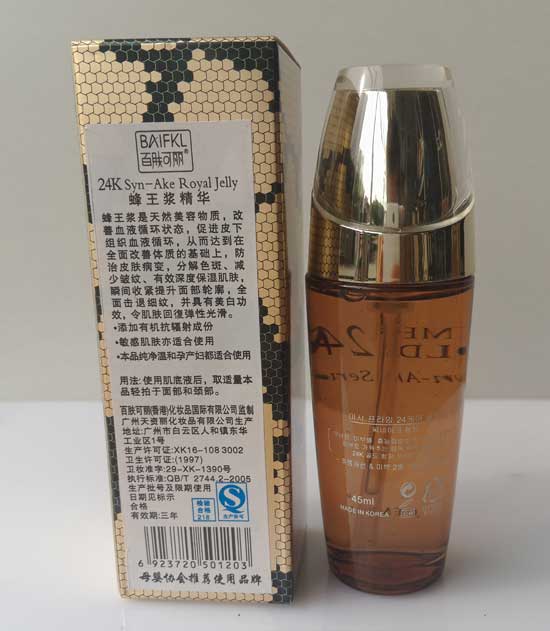 BAIFKL
百肤可丽®
24K Syn-Ake Royal Jelly
蜂王浆精华
蜂王浆是天然美容物质，改
善血液循环状态，促进皮下
组织血液循环，从而达到在
全面改善体质的基础上，防
治皮肤病变，分解色斑、减
少皱纹、有效深度保湿肌肤，
瞬间收紧提升面部轮廓，全
面击退细纹，并具有美白功
效，令肌肤回復弹性光滑。
•添加有机抗辐射成份
•敏感肌肤亦适合使用
•本品纯净温和孕产妇都适合使用
用法：使用肌底液后，取适量本
品轻拍于面部和颈部。
百肤可丽(香港)化妆品国际有限公司监制
广州天资丽化妆品有限公司
地址：广州市白云区人和镇东华
工业区1号
生产许可证：XK16-108 3002
卫生许可证：(1997)
卫妆准字：29-XK-1390号
执行标准：QB/T 2744.2-2005
生产批号及限期使用
日期见标示
合格
有效期：三年
检验
合格
218
生产许可
6 923720 501203
母婴协会推荐使用品牌
45ml
MADE IN KOREA